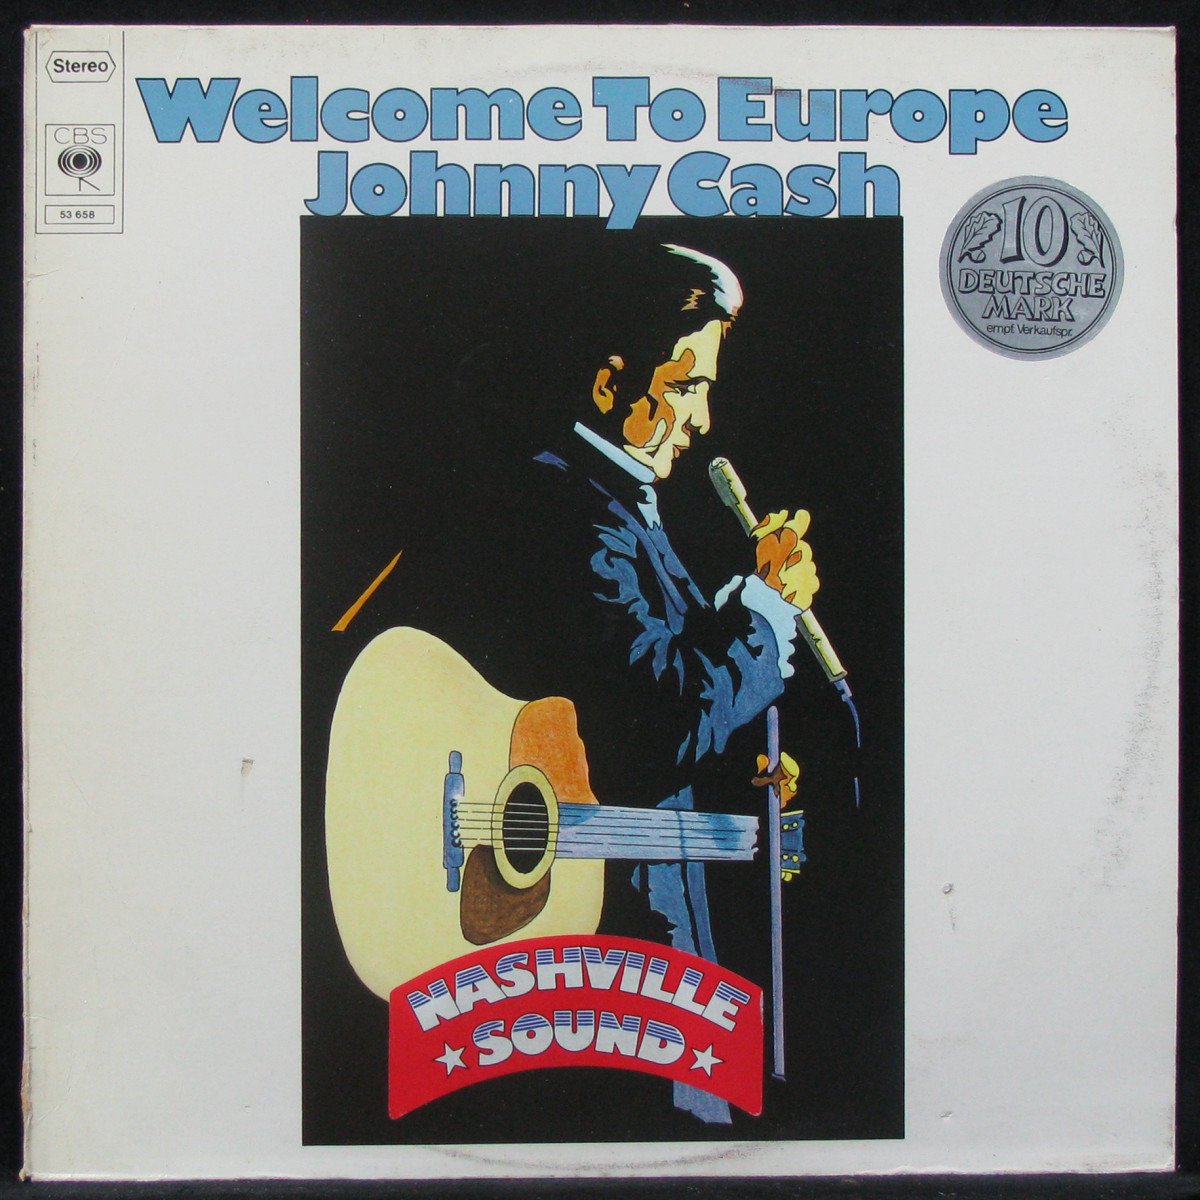 Stereo
CBS
53 658
Welcome To Europe
Johnny Cash
10
DEUTSCHE
MARK
empf. Verkaufspr.
NASHVILLE
SOUND